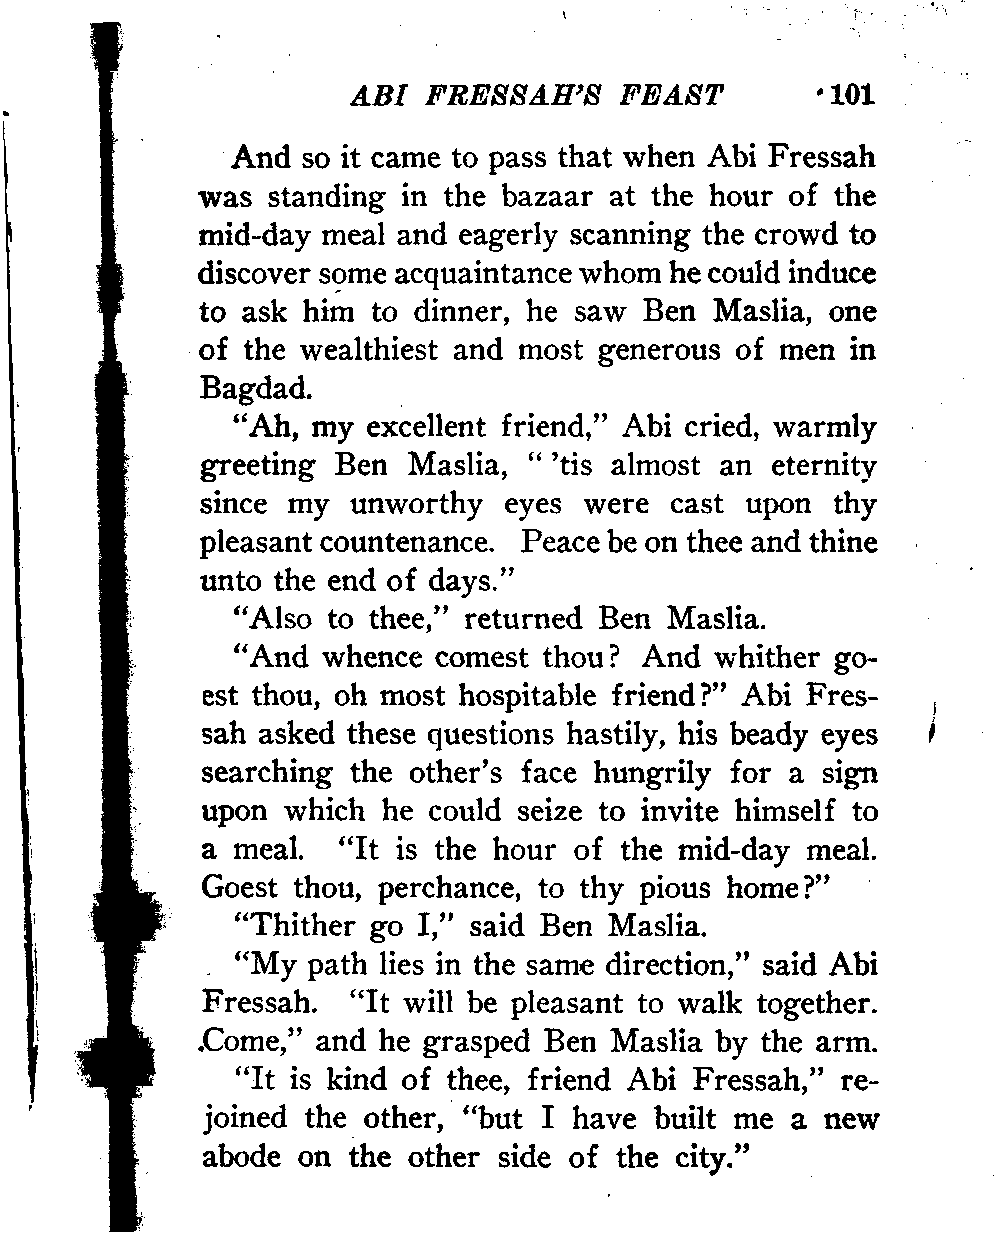 ABI FRESSAH'S FEAST 101
And so it came to pass that when Abi Fressah
was standing in the bazaar at the hour of the
mid-day meal and eagerly scanning the crowd to
discover some acquaintance whom he could induce
to ask him to dinner, he saw Ben Maslia, one
of the wealthiest and most generous of men in
Bagdad.
“Ah, my excellent friend,” Abi cried, warmly
greeting Ben Maslia, “ ’tis almost an eternity
since my unworthy eyes were cast upon thy
pleasant countenance. Peace be on thee and thine
unto the end of days.”
“Also to thee,” returned Ben Maslia.
“And whence comest thou? And whither go-
est thou, oh most hospitable friend?” Abi Fres-
sah asked these questions hastily, his beady eyes
searching the other’s face hungrily for a sign
upon which he could seize to invite himself to
a meal. “It is the hour of the mid-day meal.
Goest thou, perchance, to thy pious home?”
“Thither go I,” said Ben Maslia.
“My path lies in the same direction,” said Abi
Fressah. “It will be pleasant to walk together.
Come,” and he grasped Ben Maslia by the arm.
“It is kind of thee, friend Abi Fressah,” re-
joined the other, “but I have built me a new
abode on the other side of the city.”